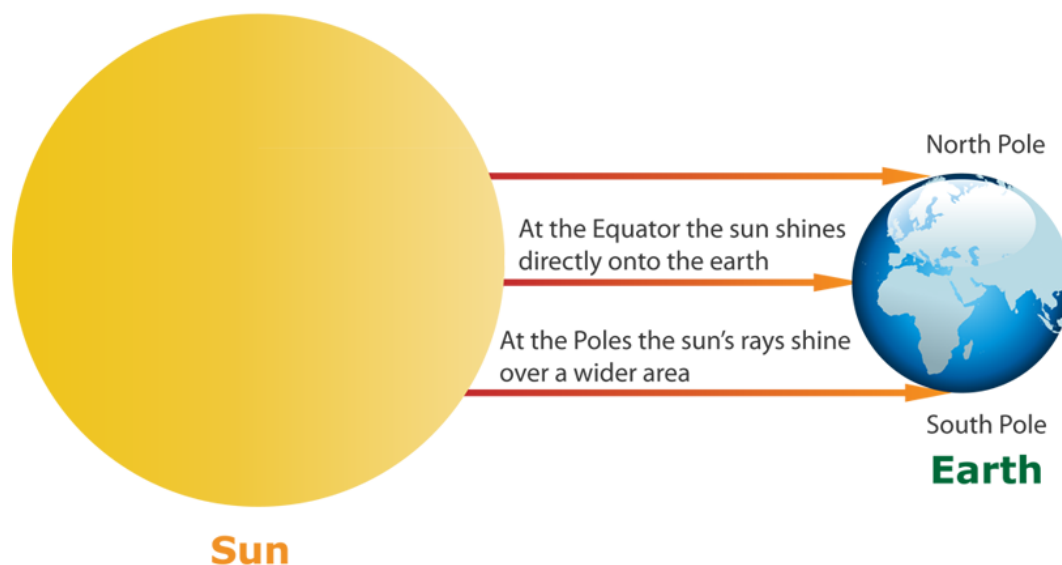 North Pole
At the Equator the sun shines
directly onto the earth
At the Poles the sun's rays shine
over a wider area
South Pole
Earth
Sun